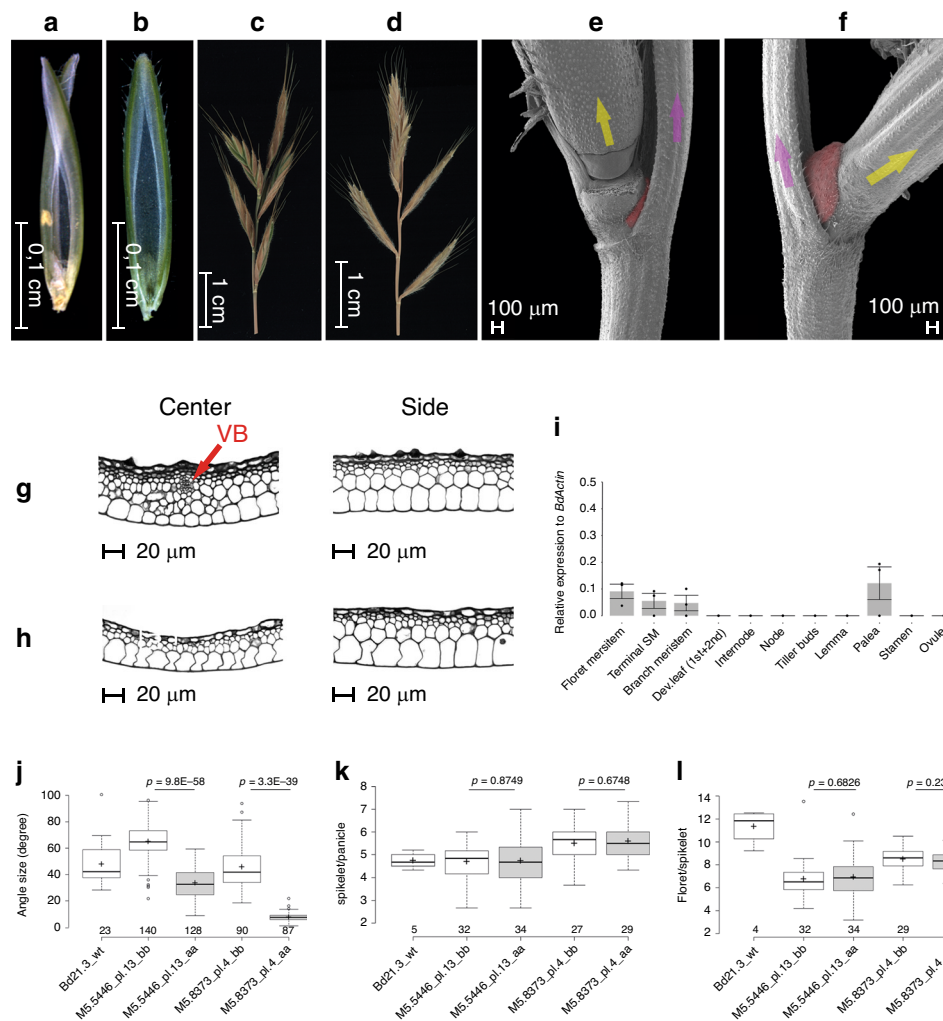 a b c d e f
0,1 cm
0,1 cm
1 cm
1 cm
100 μm
100 μm
Center
Side
VB
g
20 μm
20 μm
h
20 μm
20 μm
i
Relative expression to BdActin
0.5
0.4
0.3
0.2
0.1
0.0
Floret mersitem
Terminal SM
Branch meristem
Dev.leaf (1st+2nd)
Internode
Node
Tiller buds
Lemma
Palea
Stamen
Ovule
j
p = 9.8E–58
p = 3.3E–39
Angle size (degree)
100
80
60
40
20
0
23 140 128 90 87
Bd21.3_wt
M5.5446_pl.13_bb
M5.5446_pl.13_aa
M5.8373_pl.4_bb
M5.8373_pl.4_aa
k
p = 0.8749
p = 0.6748
spikelet/panicle
8
7
6
5
4
3
2
5 32 34 27 29
Bd21.3_wt
M5.5446_pl.13_bb
M5.5446_pl.13_aa
M5.8373_pl.4_bb
M5.8373_pl.4_aa
l
p = 0.6826
p = 0.23
Floret/spikelet
14
12
10
8
6
4
2
4 32 34 29
Bd21.3_wt
M5.5446_pl.13_bb
M5.5446_pl.13_aa
M5.8373_pl.4_bb
M5.8373_pl.4